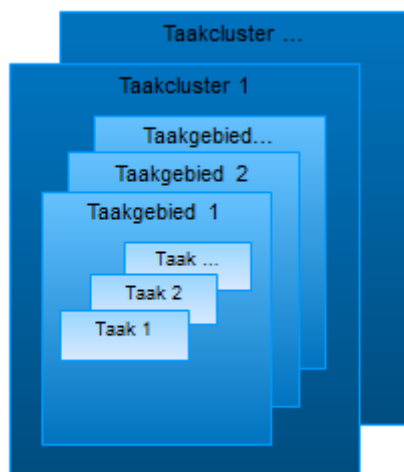 Taakcluster ...
Taakcluster 1
Taakgebied...
Taakgebied 2
Taakgebied 1
Taak ...
Taak 2
Taak 1